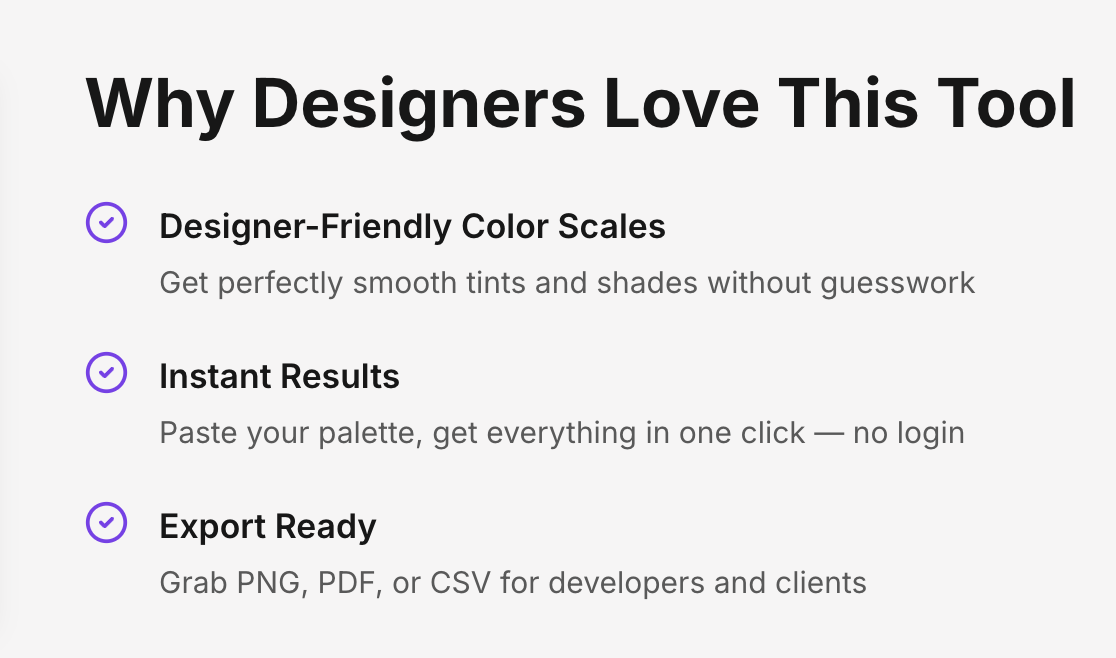 Why Designers Love This Tool
Designer-Friendly Color Scales
Get perfectly smooth tints and shades without guesswork
Instant Results
Paste your palette, get everything in one click — no login
Export Ready
Grab PNG, PDF, or CSV for developers and clients